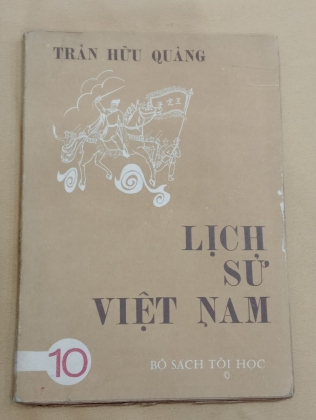 TRẦN HỮU QUẢNG
LỊCH
SỬ
VIỆT NAM
10
BỘ SÁCH TÔI HỌC